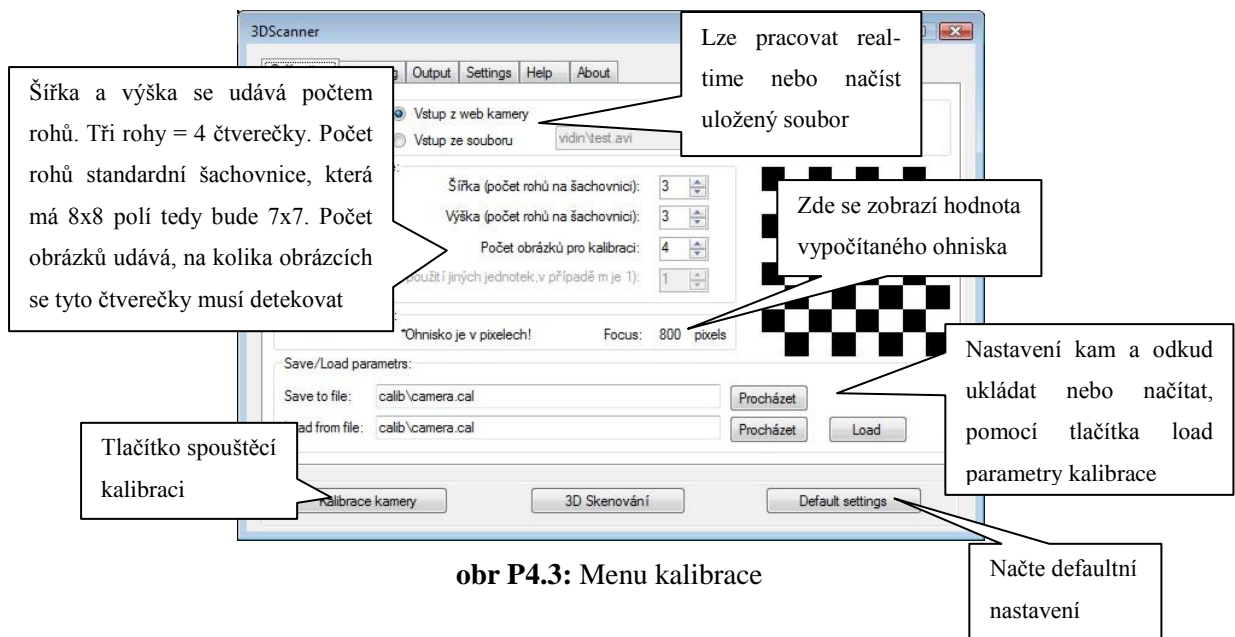 3DScanner
Output Settings Help About
Lze pracovat real-
time nebo načíst
uložený soubor
Šířka a výška se udává počtem
rohů. Tři rohy = 4 čtverečky. Počet
rohů standardní šachovnice, která
má 8x8 polí tedy bude 7x7. Počet
obrázků udává, na kolika obrázcích
se tyto čtverečky musí detekovat
Vstup z web kamery
Vstup ze souboru vidin\test.avi
Šířka (počet rohů na šachovnici): 3
Výška (počet rohů na šachovnici): 3
Počet obrázků pro kalibraci: 4
použití jiných jednotek,v případě m je 1): 1
Zde se zobrazí hodnota
vypočítaného ohniska
*Ohnisko je v pixelech! Focus: 800 pixels
Save/Load parametrs:
Save to file: calib\camera.cal Procházet
from file: calib\camera.cal Procházet Load
Nastavení kam a odkud
ukládat nebo načítat,
pomocí tlačítka load
parametry kalibrace
Tlačítko spouštěcí
kalibraci
Kalibrace kamery 3D Skenování Default settings
Načte defaultní
nastavení
obr P4.3: Menu kalibrace